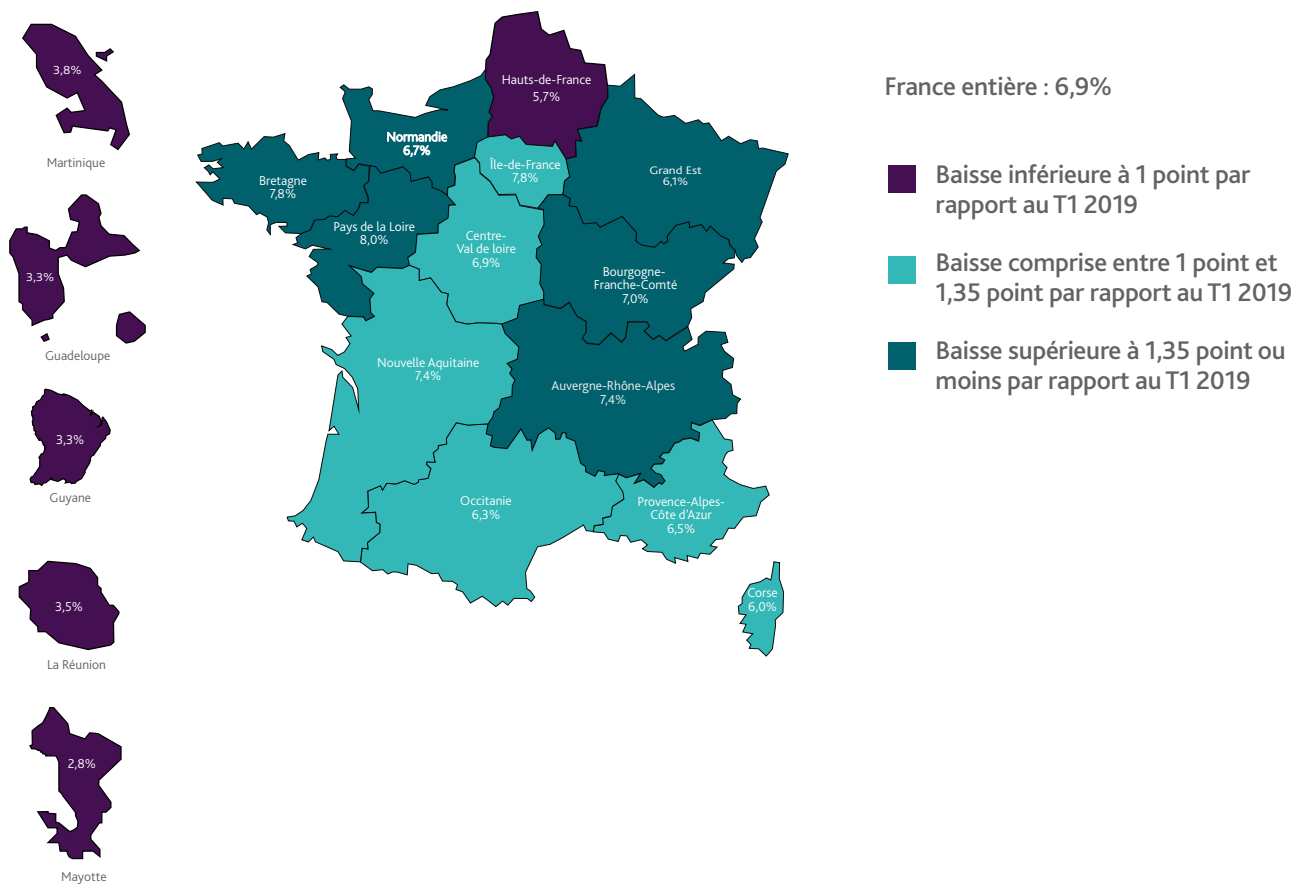 3,8%
Martinique
3,3%
Guadeloupe
3,3%
Guyane
3,5%
La Réunion
2,8%
Mayotte
Hauts-de-France
5,7%
Normandie
6,7%
Île-de-France
7,8%
Grand Est
6,1%
Bretagne
7,8%
Pays de la Loire
8,0%
Centre-
Val de loire
6,9%
Bourgogne-
Franche-Comté
7,0%
Nouvelle Aquitaine
7,4%
Auvergne-Rhône-Alpes
7,4%
Occitanie
6,3%
Provence-Alpes-
Côte d'Azur
6,5%
Corse
6,0%
France entière : 6,9%
Baisse inférieure à 1 point par
rapport au T1 2019
Baisse comprise entre 1 point et
1,35 point par rapport au T1 2019
Baisse supérieure à 1,35 point ou
moins par rapport au T1 2019